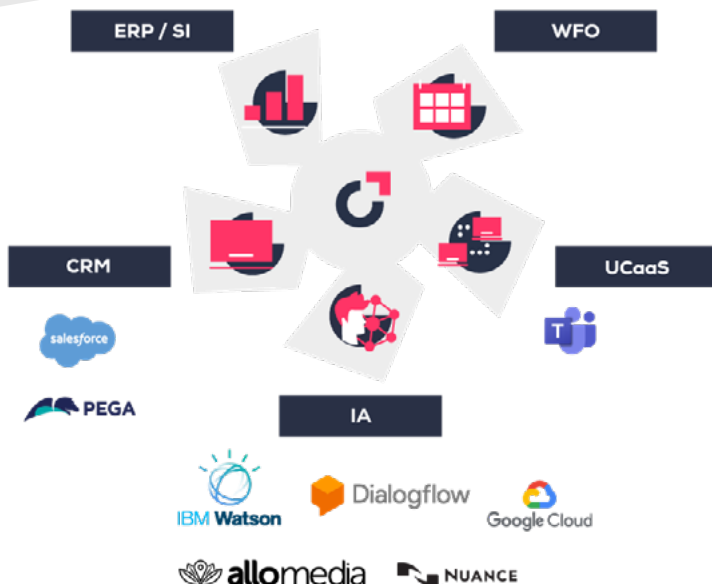 ERP / SI
WFO
CRM
UCaaS
salesforce
T
PEGA
IA
IBM Watson
Dialogflow
Google Cloud
allomedia
NUANCE